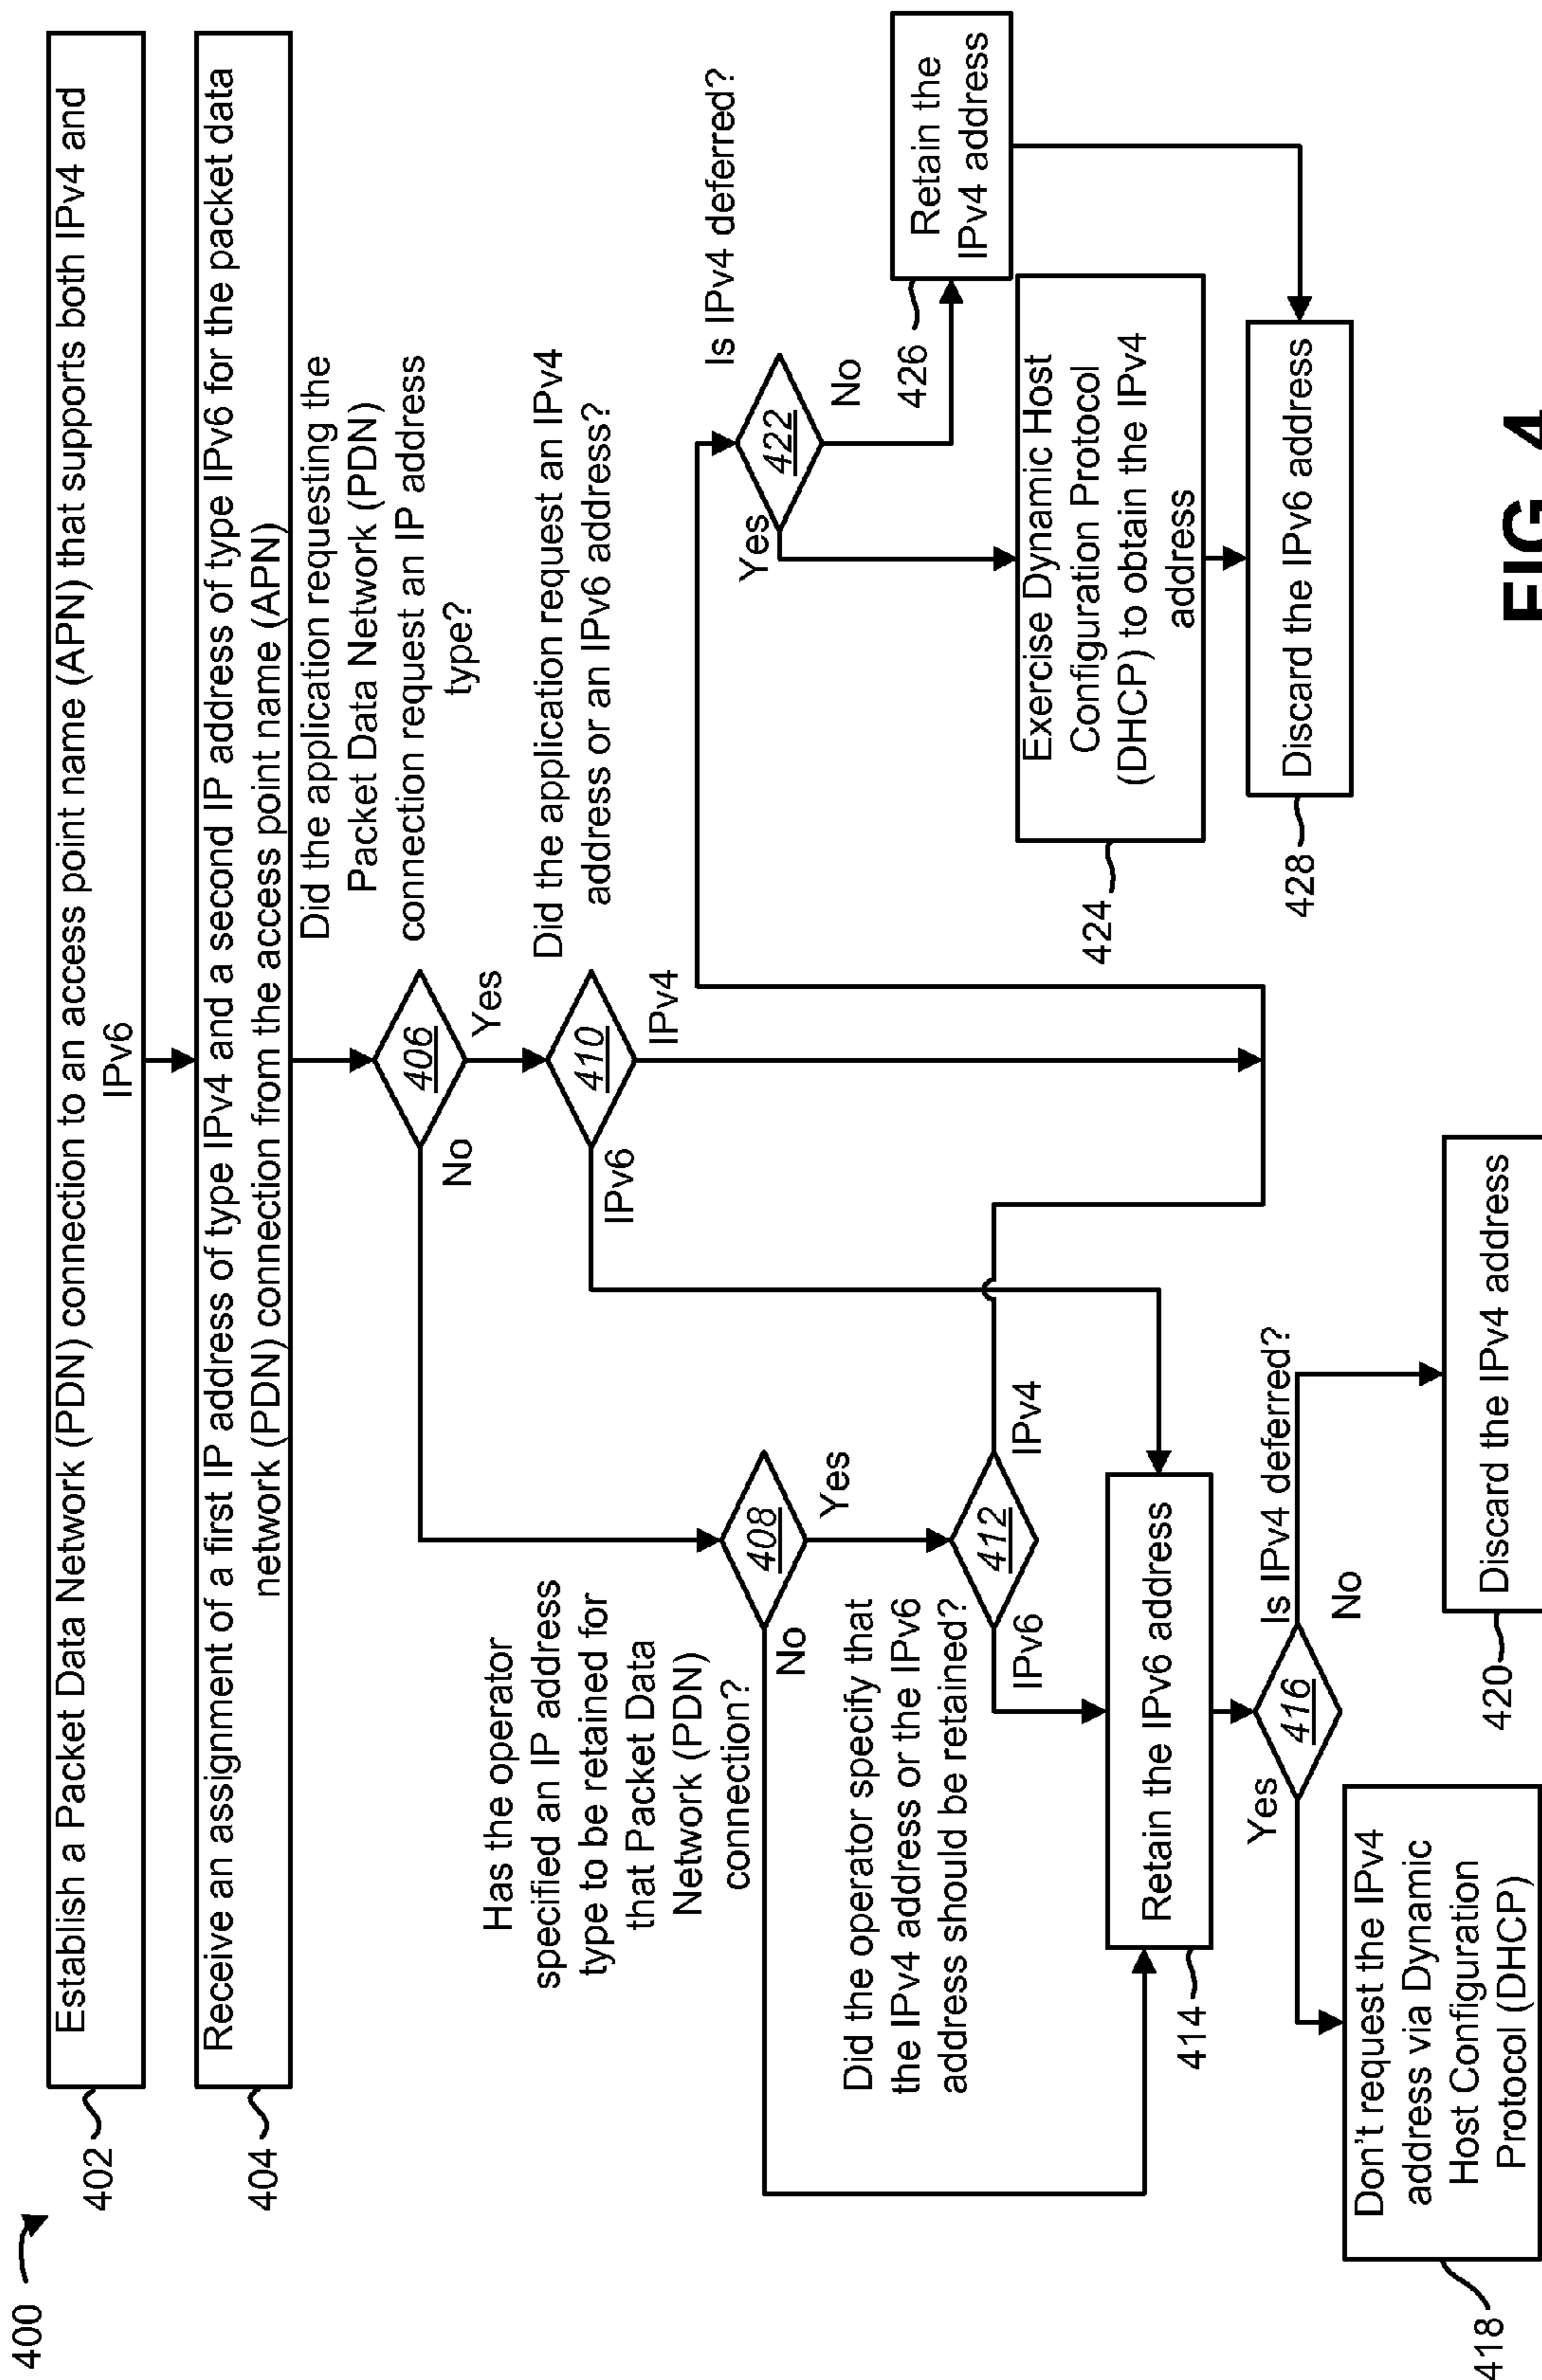 400
402
Establish a Packet Data Network (PDN) connection to an access point name (APN) that supports both IPv4 and
IPv6
404
Receive an assignment of a first IP address of type IPv4 and a second IP address of type IPv6 for the packet data
network (PDN) connection from the access point name (APN)
Did the application requesting the
Packet Data Network (PDN)
connection request an IP address
type?
406
No
Yes
Did the application request an IPv4
address or an IPv6 address?
410
IPv6
IPv4
Has the operator
specified an IP address
type to be retained for
that Packet Data
Network (PDN)
connection?
408
No
Yes
Did the operator specify that
the IPv4 address or the IPv6
address should be retained?
412
IPv6
IPv4
414
Retain the IPv6 address
Is IPv4 deferred?
416
Yes
No
418
Don't request the IPv4
address via Dynamic
Host Configuration
Protocol (DHCP)
420
Discard the IPv4 address
Is IPv4 deferred?
422
Yes
No
424
Exercise Dynamic Host
Configuration Protocol
(DHCP) to obtain the IPv4
address
426
Retain the
IPv4 address
428
Discard the IPv6 address
FIG. 4